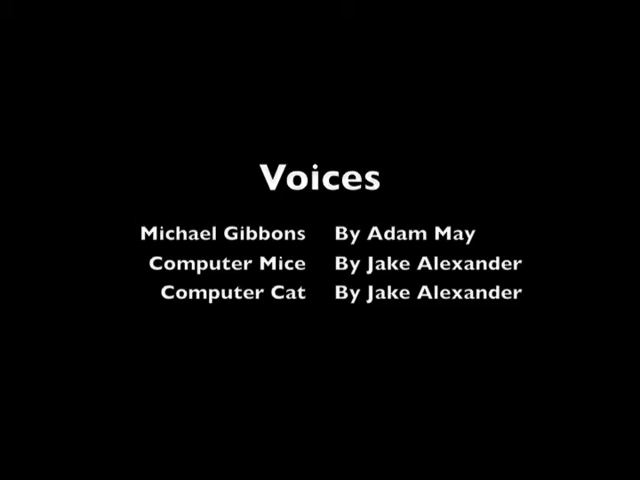 Voices
Michael Gibbons By Adam May
Computer Mice By Jake Alexander
Computer Cat By Jake Alexander